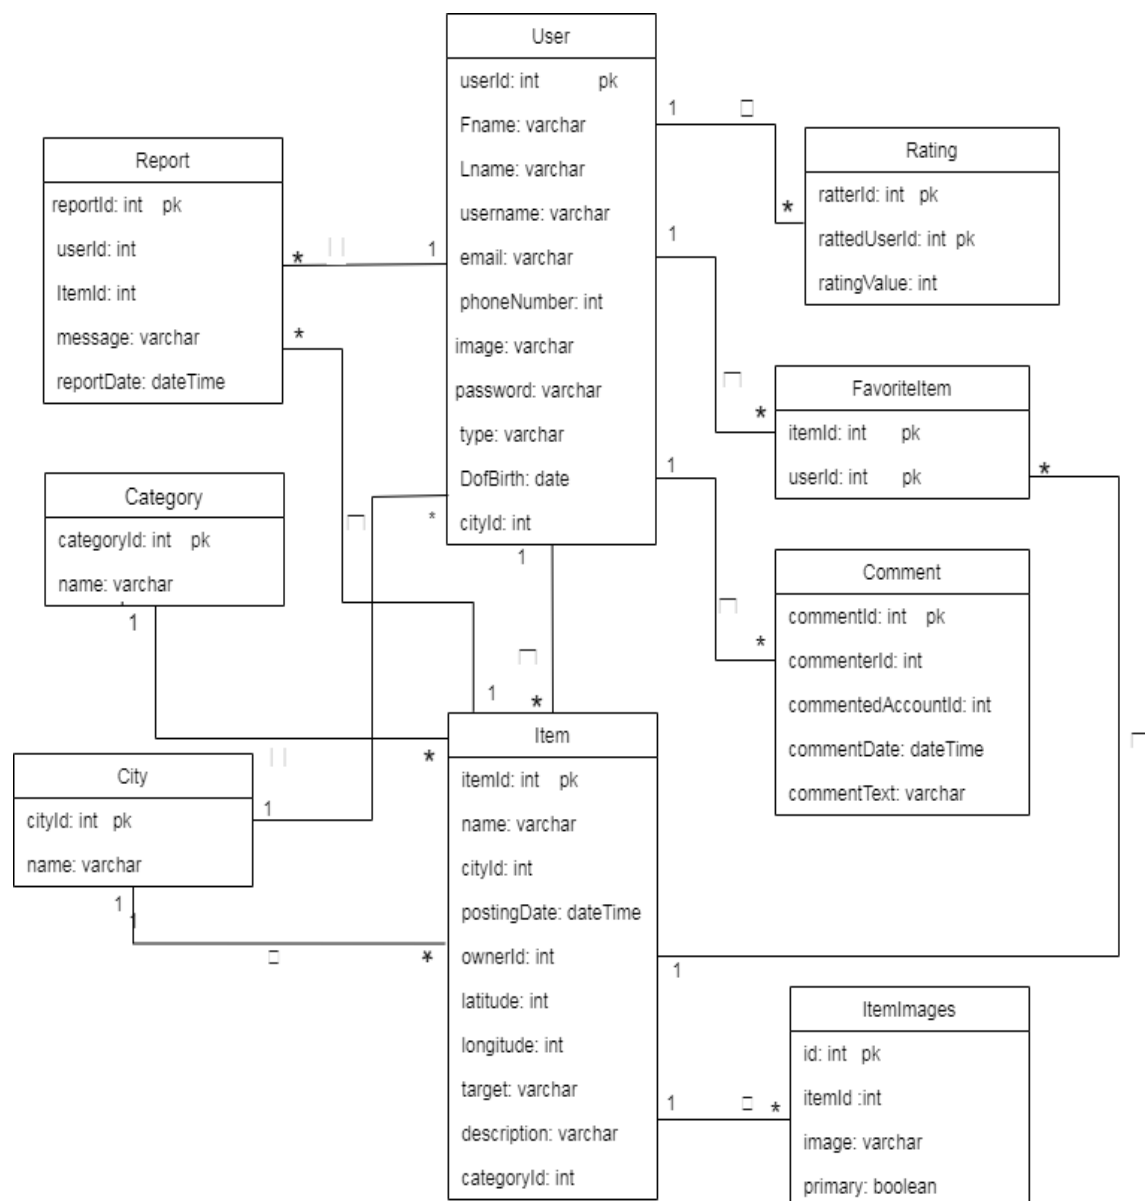 User
userId: int pk
Fname: varchar
Lname: varchar
username: varchar
email: varchar
phoneNumber: int
image: varchar
password: varchar
type: varchar
DofBirth: date
cityId: int
1
*
1
1
1
1
*
1
*
Report
reportId: int pk
userId: int
ItemId: int
message: varchar
reportDate: dateTime
*
*
Rating
ratterId: int pk
rattedUserId: int pk
ratingValue: int
FavoriteItem
itemId: int pk
userId: int pk
*
*
Category
categoryId: int pk
name: varchar
1
Comment
commentId: int pk
commenterId: int
commentedAccountId: int
commentDate: dateTime
commentText: varchar
*
City
cityId: int pk
name: varchar
1
1
1
Item
itemId: int pk
name: varchar
cityId: int
postingDate: dateTime
ownerId: int
latitude: int
longitude: int
target: varchar
description: varchar
categoryId: int
1
*
*
*
1
1
*
ItemImages
id: int pk
itemId :int
image: varchar
primary: boolean